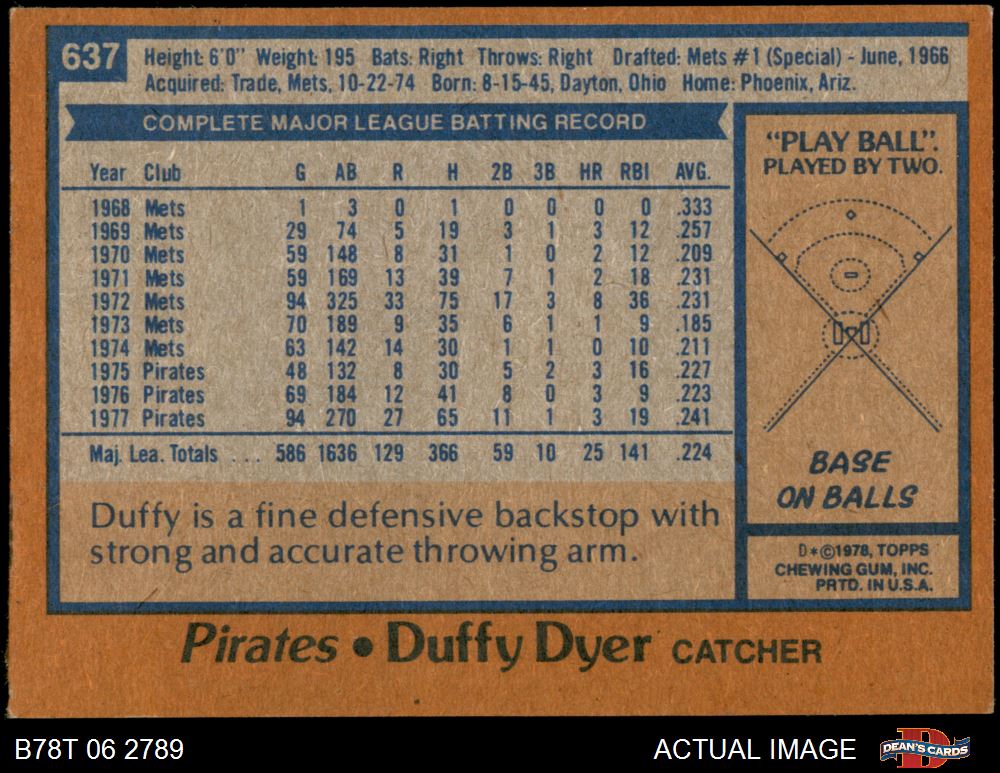 637
Height: 6'0" Weight: 195 Bats: Right Throws: Right Drafted: Mets #1 (Special) - June, 1966
Acquired: Trade, Mets, 10-22-74 Born: 8-15-45, Dayton, Ohio Home: Phoenix, Ariz.
COMPLETE MAJOR LEAGUE BATTING RECORD
Year Club G AB R H 2B 3B HR RBI AVG.
1968 Mets 1 3 0 1 0 0 0 0 .333
1969 Mets 29 74 5 19 3 1 3 12 .257
1970 Mets 59 148 8 31 1 0 2 12 .209
1971 Mets 59 169 13 39 7 1 2 18 .231
1972 Mets 94 325 33 75 17 3 8 36 .231
1973 Mets 70 189 9 35 6 1 1 9 .185
1974 Mets 63 142 14 30 1 1 0 10 .211
1975 Pirates 48 132 8 30 5 2 3 16 .227
1976 Pirates 69 184 12 41 8 0 3 9 .223
1977 Pirates 94 270 27 65 11 1 3 19 .241
Maj. Lea. Totals ... 586 1636 129 366 59 10 25 141 .224
Duffy is a fine defensive backstop with
strong and accurate throwing arm.
"PLAY BALL".
PLAYED BY TWO.
BASE
ON BALLS
D*©1978, TOPPS
CHEWING GUM, INC.
PRTD. IN U.S.A.
Pirates • Duffy Dyer CATCHER
B78T 06 2789
ACTUAL IMAGE
DEAN'S CARDS